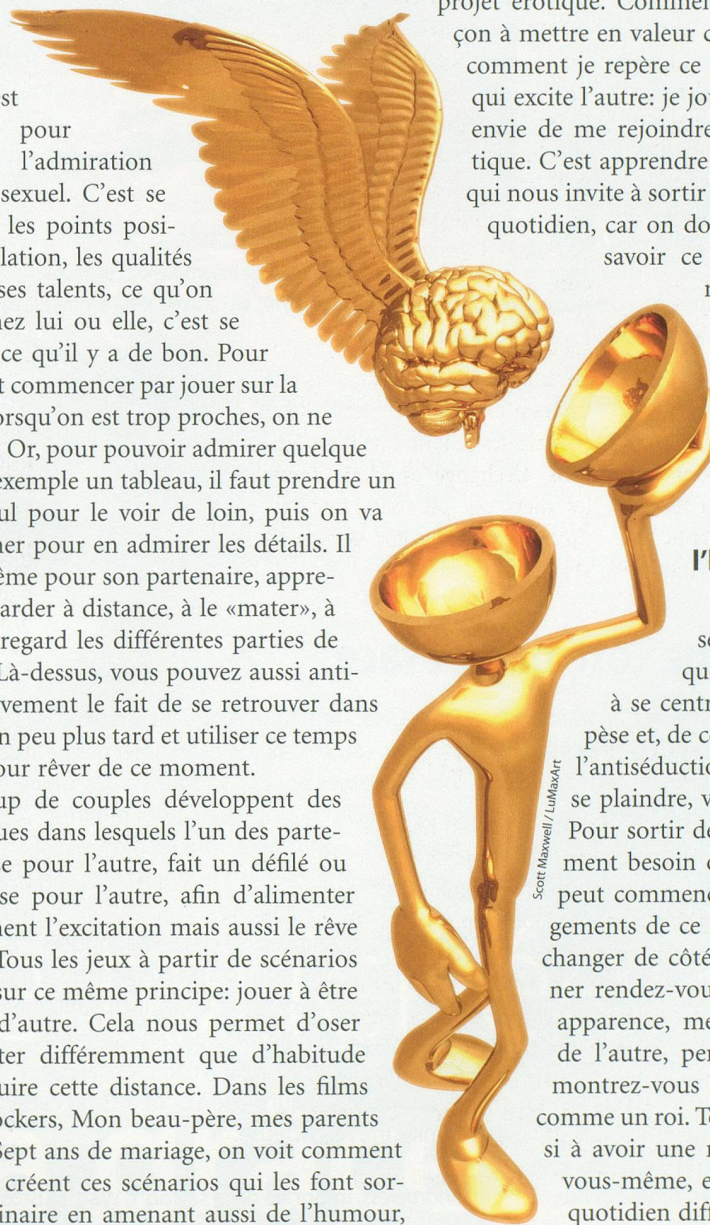 st
pour
l'admiration
sexuel. C'est se
les points posi-
lation, les qualités
ses talents, ce qu'on
ez lui ou elle, c'est se
ce qu'il y a de bon. Pour
t commencer par jouer sur la
orsqu'on est trop proches, on ne
. Or, pour pouvoir admirer quelque
exemple un tableau, il faut prendre un
ul pour le voir de loin, puis on va
her pour en admirer les détails. Il
ême pour son partenaire, appre-
arder à distance, à le «mater», à
regard les différentes parties de
Là-dessus, vous pouvez aussi anti-
vement le fait de se retrouver dans
n peu plus tard et utiliser ce temps
our rêver de ce moment.
up de couples développent des
ues dans lesquels l'un des parte-
e pour l'autre, fait un défilé ou
se pour l'autre, afin d'alimenter
ment l'excitation mais aussi le rêve
Tous les jeux à partir de scénarios
sur ce même principe: jouer à être
d'autre. Cela nous permet d'oser
ter différemment que d'habitude
uire cette distance. Dans les films
ockers, Mon beau-père, mes parents
Sept ans de mariage, on voit comment
créent ces scénarios qui les font sor-
inaire en amenant aussi de l'humour,
projet érotique. Commen
çon à mettre en valeur c
comment je repère ce
qui excite l'autre: je jou
envie de me rejoindre
tique. C'est apprendre
qui nous invite à sortir
quotidien, car on do
savoir ce
l'
se
qu
à se centr
pèse et, de c
l'antiséductio
se plaindre, v
Pour sortir de
ment besoin d
peut commenc
gements de ce
changer de côté
ner rendez-vou
apparence, me
de l'autre, per
montrez-vous
comme un roi. T
si à avoir une r
vous-même, e
quotidien diff
Scott Maxwell / LuMaxArt